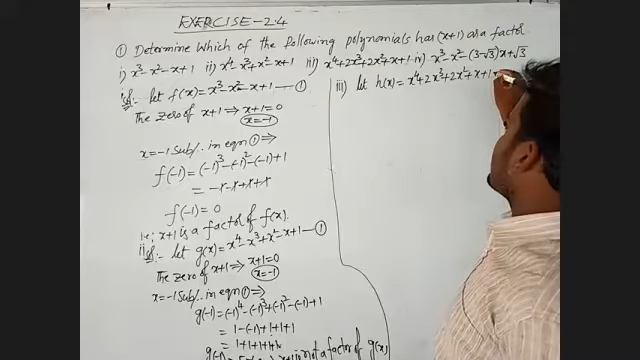 EXERCISE-2.4
① Determine which of the following polynomials has (x+1) as a factor
i) x³-x²-x+1 ii) x⁴-x³+x²-x+1 iii) x⁴+2x³+2x²+x+1 iv) x³-x²-(3-√3)x+√3
i Sol:- let f(x)=x³-x²-x+1 —①
The zero of x+1 ⇒ x+1=0
x=-1 Sub/. in eqn ① ⇒
f(-1) = (-1)³-(-1)²-(-1)+1
= -1-1+1+1
f(-1) = 0
i.e; x+1 is a factor of f(x).
ii Sol:- let g(x)=x⁴-x³+x²-x+1 —①
The zero of x+1 ⇒ x+1=0
x=-1
x=-1 Sub/. in eqn ① ⇒
g(-1) = (-1)⁴-(-1)³+(-1)²-(-1)+1
= 1-(-1)+1+1+1
= 1+1+1+1+1
g(-1) is not a factor of g(x)
iii) let h(x) = x⁴+2x³+2x²+x+1